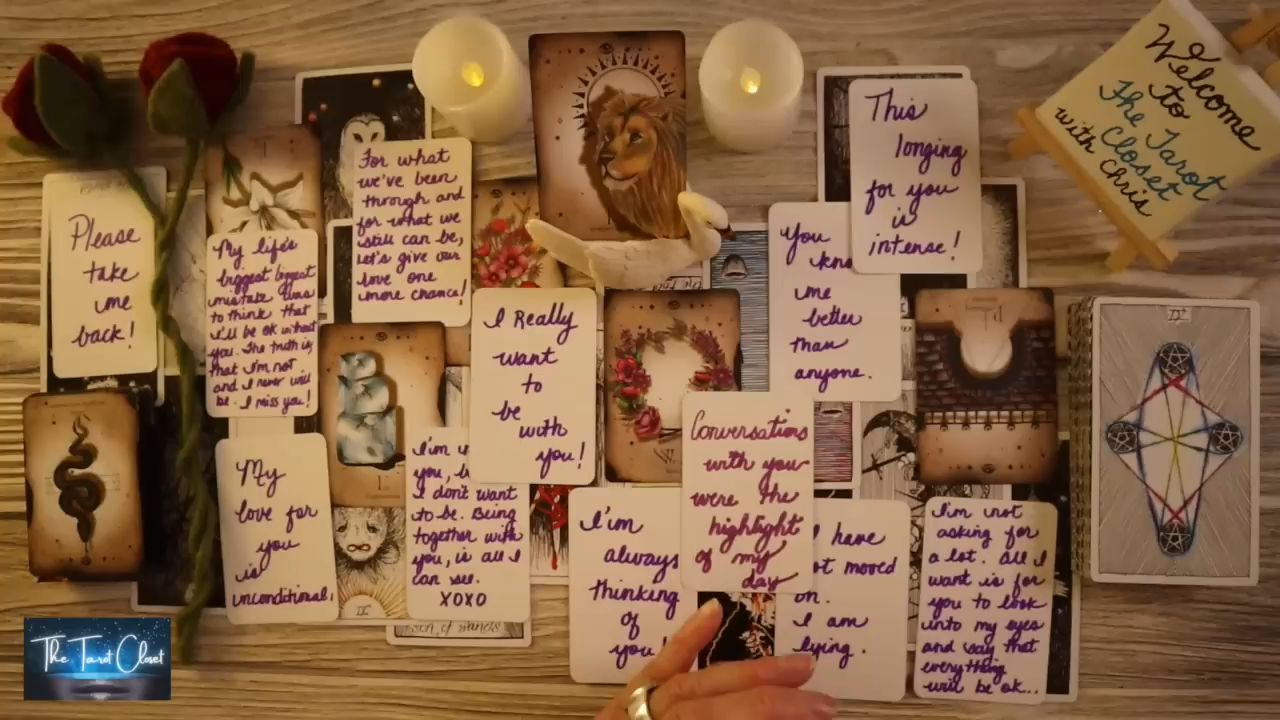 Welcome
to
The Tarot
Closet
with Chris
This
longing
for you
is
intense!
For what
we've been
through and
for what we
still can be,
Let's give our
love one
more chance!
Please
take
me
back!
My life's
biggest biggest
mistake was
to think that
I'll be ok without
you. The truth is,
that I'm not
and I never will
be. I miss you!
You
know
me
better
than
anyone.
I Really
want
to
be
with
you!
Conversations
with you
were the
highlight
of my
day
My
love for
you
is
unconditional.
I'm
you,
I don't want
to be. Being
together with
you, is all I
can see.
XOXO
I'm
always
thinking
of
you!
have
not moved
on.
I am
lying.
I'm not
asking for
a lot. All I
want is for
you to look
into my eyes
and say that
everything
will be ok...
VI
Son of Wands
The Tarot Closet